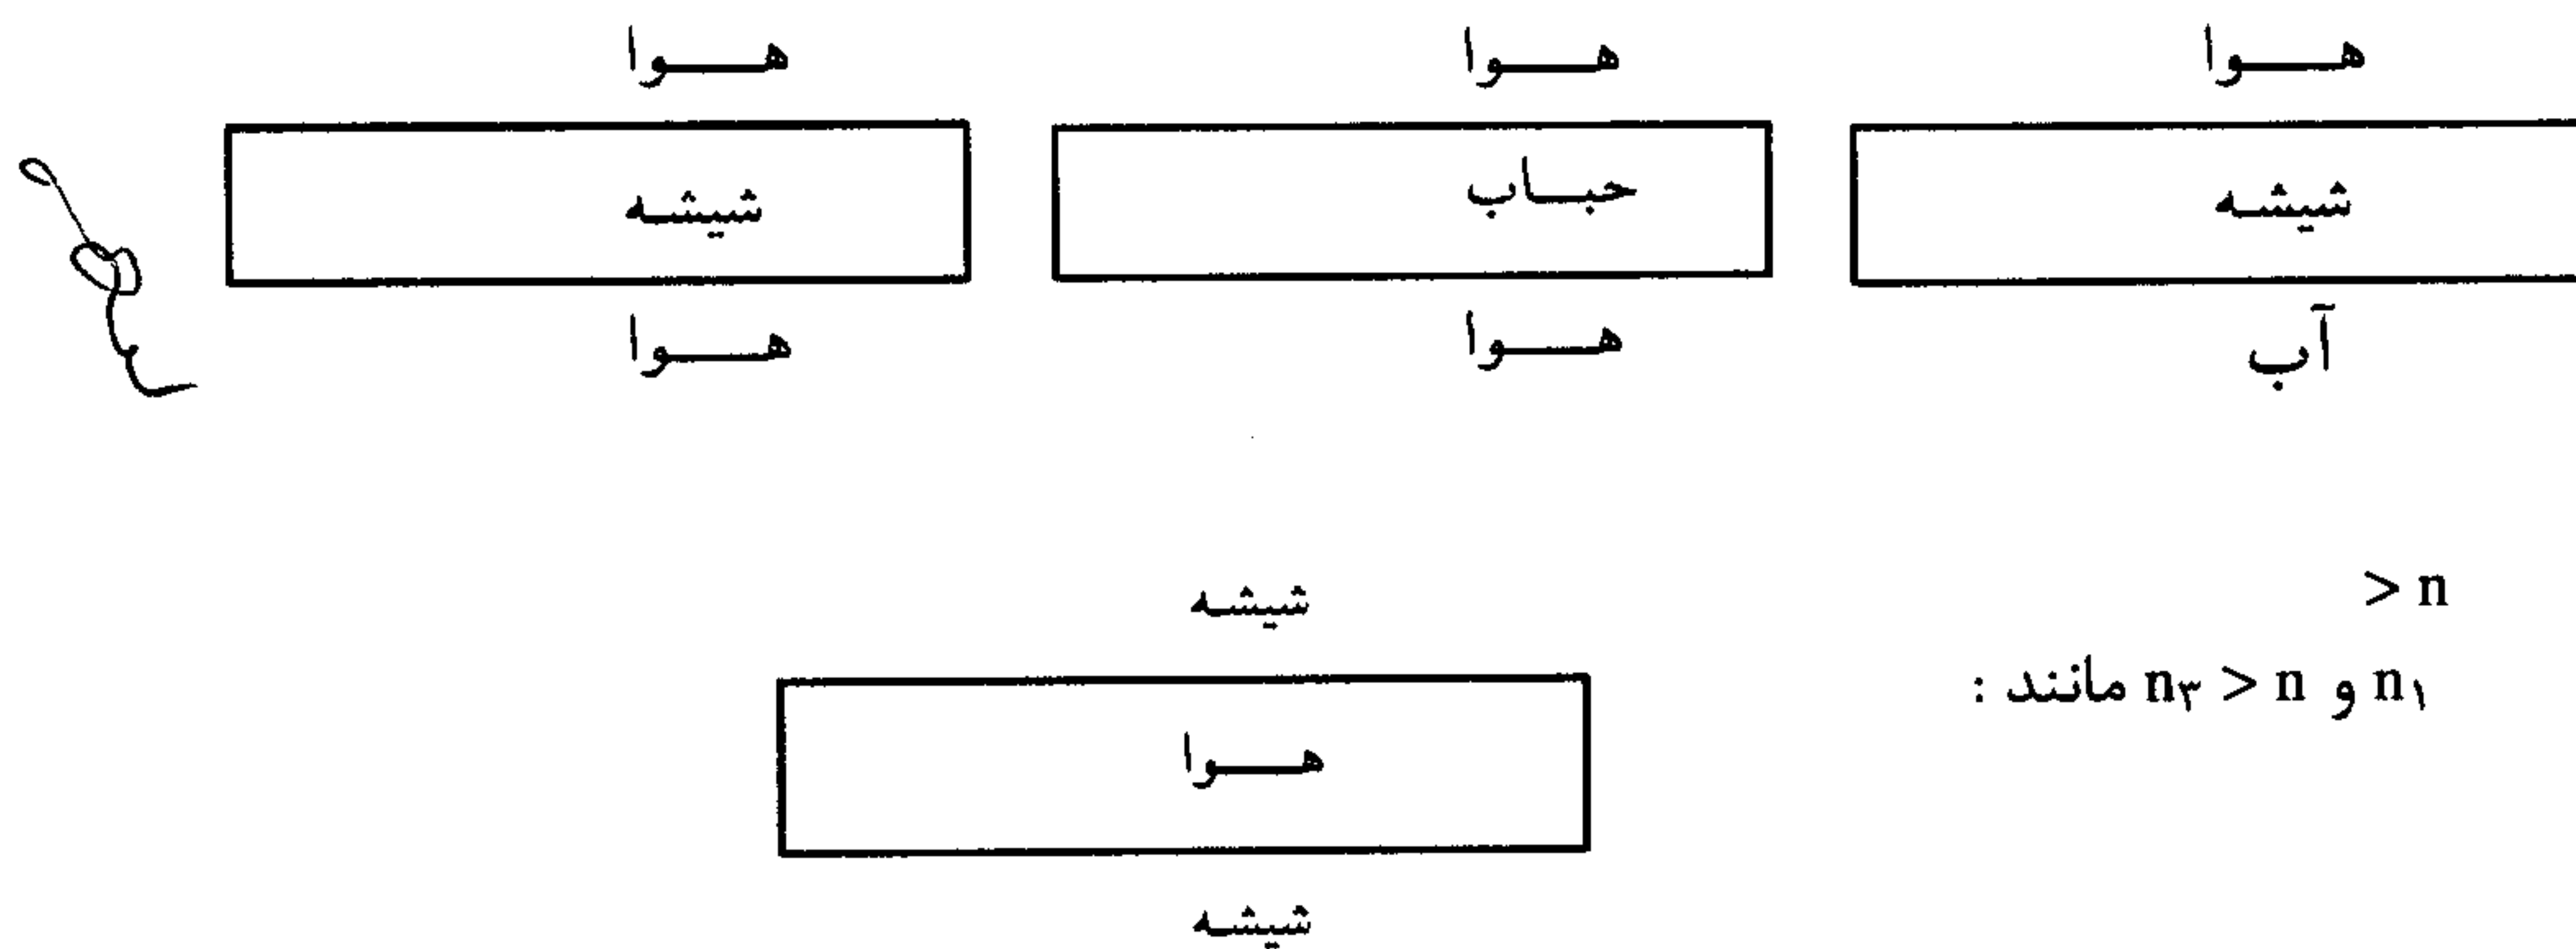 هوا هوا هوا
شیشه حباب شیشه
آب هوا هوا
شیشه
> n
n₁ و n₃ > n مانند :
هوا
شیشه